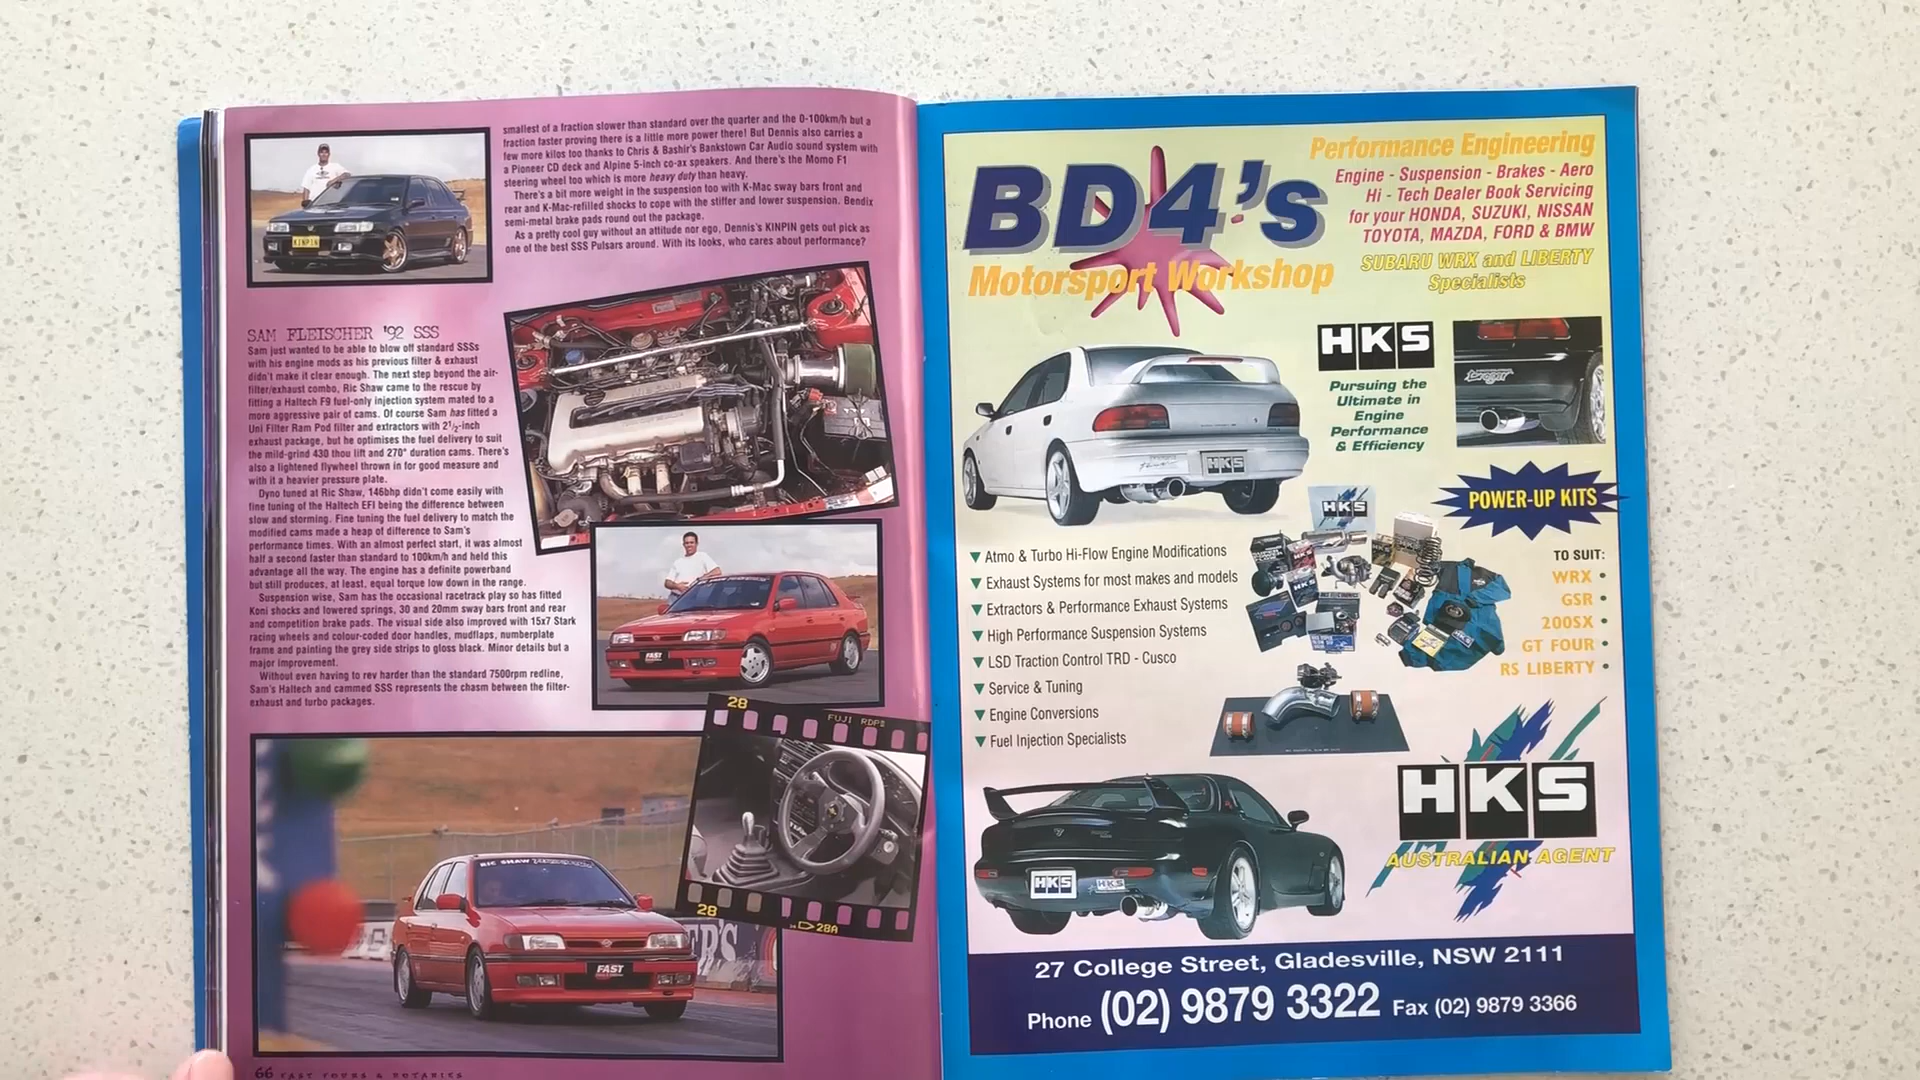 smallest of a fraction slower than standard over the quarter and the 0-100km/h but a
fraction faster proving there is a little more power there! But Dennis also carries a
few more kilos too thanks to Chris & Bashir's Bankstown Car Audio sound system with
a Pioneer CD deck and Alpine 5-inch co-ax speakers. And there's the Momo F1
steering wheel too which is more heavy duty than heavy.
There's a bit more weight in the suspension too with K-Mac sway bars front and
rear and K-Mac-refilled shocks to cope with the stiffer and lower suspension. Bendix
semi-metal brake pads round out the package.
As a pretty cool guy without an attitude nor ego, Dennis's KINPIN gets out pick as
one of the best SSS Pulsars around. With its looks, who cares about performance?
KINPIN
SAM FLEISCHER '92 SSS
Sam just wanted to be able to blow off standard SSSs
with his engine mods as his previous filter & exhaust
didn't make it clear enough. The next step beyond the air-
filter/exhaust combo, Ric Shaw came to the rescue by
fitting a Haltech F9 fuel-only injection system mated to a
more aggressive pair of cams. Of course Sam has fitted a
Uni Filter Ram Pod filter and extractors with 2½-inch
exhaust package, but he optimises the fuel delivery to suit
the mild-grind 430 thou lift and 270° duration cams. There's
also a lightened flywheel thrown in for good measure and
with it a heavier pressure plate.
Dyno tuned at Ric Shaw, 146bhp didn't come easily with
fine tuning of the Haltech EFI being the difference between
slow and storming. Fine tuning the fuel delivery to match the
modified cams made a heap of difference to Sam's
performance times. With an almost perfect start, it was almost
half a second faster than standard to 100km/h and held this
advantage all the way. The engine has a definite powerband
but still produces, at least, equal torque low down in the range.
Suspension wise, Sam has the occasional racetrack play so has fitted
Koni shocks and lowered springs, 30 and 20mm sway bars front and rear
and competition brake pads. The visual side also improved with 15x7 Stark
racing wheels and colour-coded door handles, mudflaps, numberplate
frame and painting the grey side strips to gloss black. Minor details but a
major improvement.
Without even having to rev harder than the standard 7500rpm redline,
Sam's Haltech and cammed SSS represents the chasm between the filter-
exhaust and turbo packages.
NISSAN
FAST
28
FUJI RDPII
28
28A
RIC SHAW
FAST
66 FAST FOURS & ROTARIES
BD4's
Motorsport Workshop
Performance Engineering
Engine - Suspension - Brakes - Aero
Hi - Tech Dealer Book Servicing
for your HONDA, SUZUKI, NISSAN
TOYOTA, MAZDA, FORD & BMW
SUBARU WRX and LIBERTY
Specialists
HKS
Pursuing the
Ultimate in
Engine
Performance
& Efficiency
HKS
POWER-UP KITS
HKS
TO SUIT:
WRX •
GSR •
200SX •
GT FOUR •
RS LIBERTY •
▼ Atmo & Turbo Hi-Flow Engine Modifications
▼ Exhaust Systems for most makes and models
▼ Extractors & Performance Exhaust Systems
▼ High Performance Suspension Systems
▼ LSD Traction Control TRD - Cusco
▼ Service & Tuning
▼ Engine Conversions
▼ Fuel Injection Specialists
HKS
AUSTRALIAN AGENT
HKS
HKS
27 College Street, Gladesville, NSW 2111
Phone (02) 9879 3322 Fax (02) 9879 3366